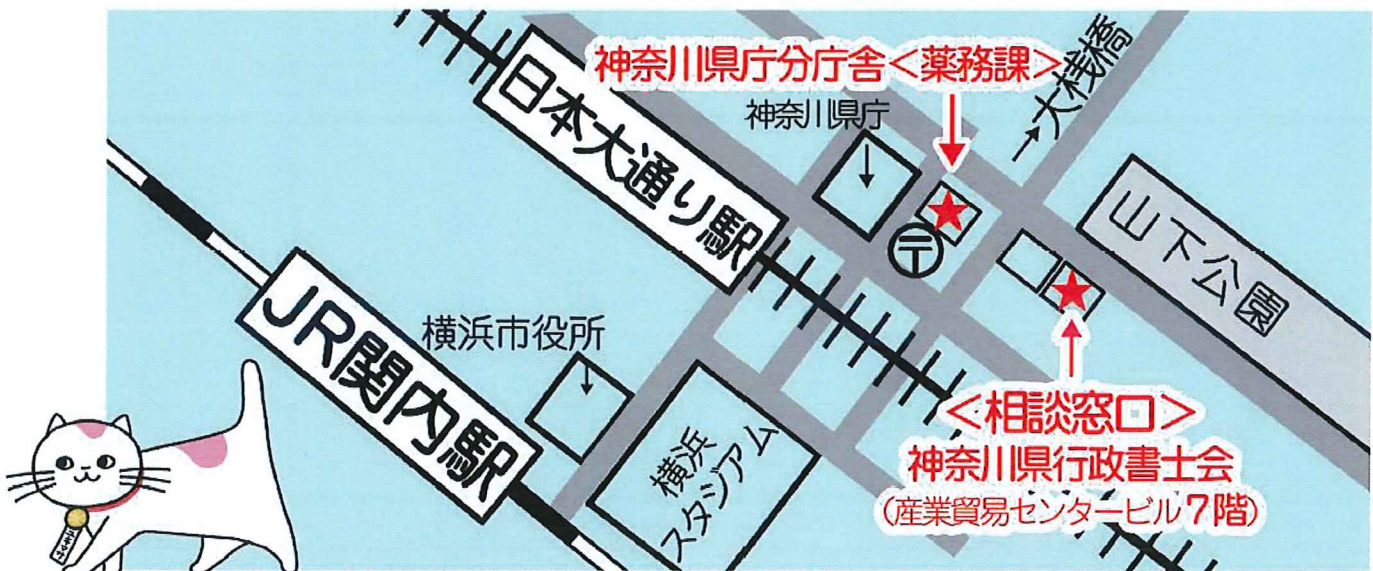 神奈川県庁分庁舎<薬務課>
神奈川県庁
→大桟橋
日本大通り駅
〒
山下公園
JR関内駅
横浜市役所
横浜
スタジアム
<相談窓口>
神奈川県行政書士会
(産業貿易センタービル7階)